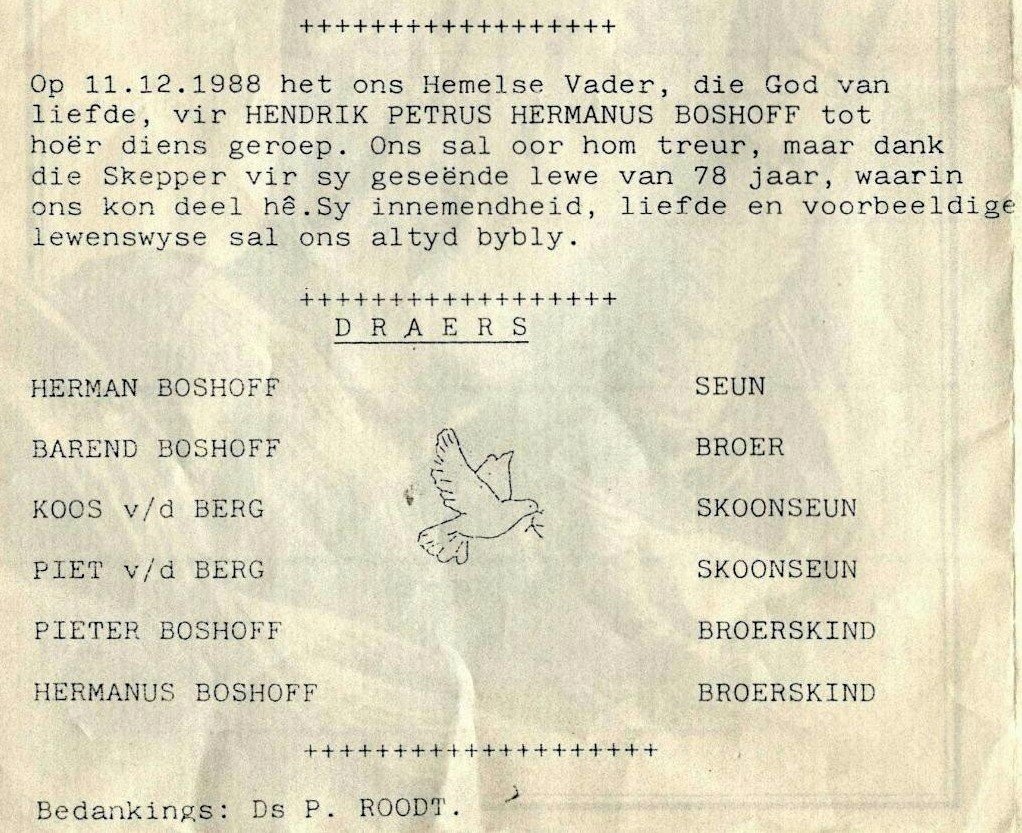 ++++++++++++++++++
Op 11.12.1988 het ons Hemelse Vader, die God van
liefde, vir HENDRIK PETRUS HERMANUS BOSHOFF tot
hoër diens geroep. Ons sal oor hom treur, maar dank
die Skepper vir sy geseënde lewe van 78 jaar, waarin
ons kon deel hê.Sy innemendheid, liefde en voorbeeldige
lewenswyse sal ons altyd bybly.
++++++++++++++++++
D R A E R S
HERMAN BOSHOFF SEUN
BAREND BOSHOFF BROER
KOOS v/d BERG SKOONSEUN
PIET v/d BERG SKOONSEUN
PIETER BOSHOFF BROERSKIND
HERMANUS BOSHOFF BROERSKIND
++++++++++++++++++++
Bedankings: Ds P. ROODT.